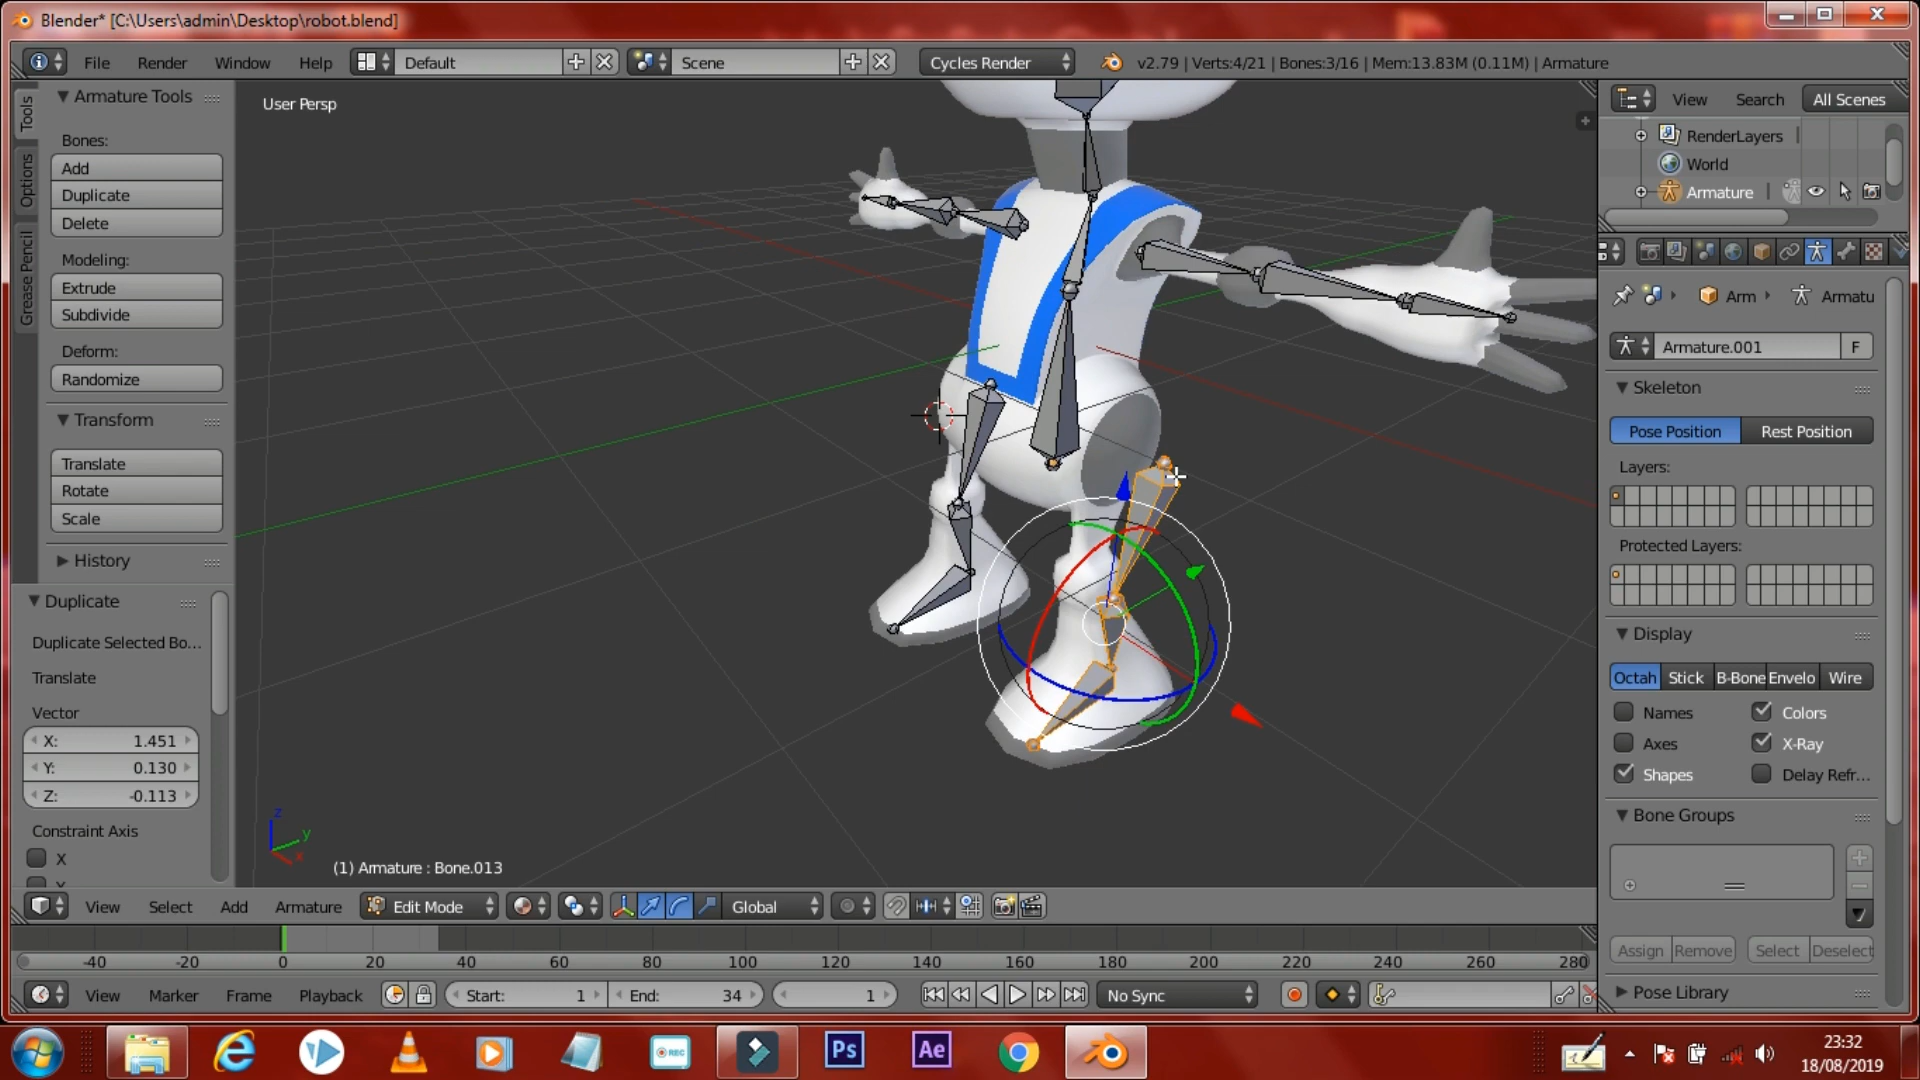 Blender* [C:\Users\admin\Desktop\robot.blend]
File Render Window Help Default Scene Cycles Render v2.79 | Verts:4/21 | Bones:3/16 | Mem:13.83M (0.11M) | Armature
Tools
Options
Grease Pencil
Armature Tools
Bones:
Add
Duplicate
Delete
Modeling:
Extrude
Subdivide
Deform:
Randomize
Transform
Translate
Rotate
Scale
History
Duplicate
Duplicate Selected Bo...
Translate
Vector
X: 1.451
Y: 0.130
Z: -0.113
Constraint Axis
X
User Persp
z
y
x
(1) Armature : Bone.013
View Select Add Armature Edit Mode Global
View Search All Scenes
RenderLayers
World
Armature
Arm Armatu
Armature.001 F
Skeleton
Pose Position Rest Position
Layers:
Protected Layers:
Display
Octah Stick B-Bone Envelo Wire
Names Colors
Axes X-Ray
Shapes Delay Refr...
Bone Groups
Assign Remove Select Deselect
Pose Library
-40 -20 0 20 40 60 80 100 120 140 160 180 200 220 240 260 280
View Marker Frame Playback Start: 1 End: 34 1 No Sync
REC
Ps
Ae
23:32
18/08/2019